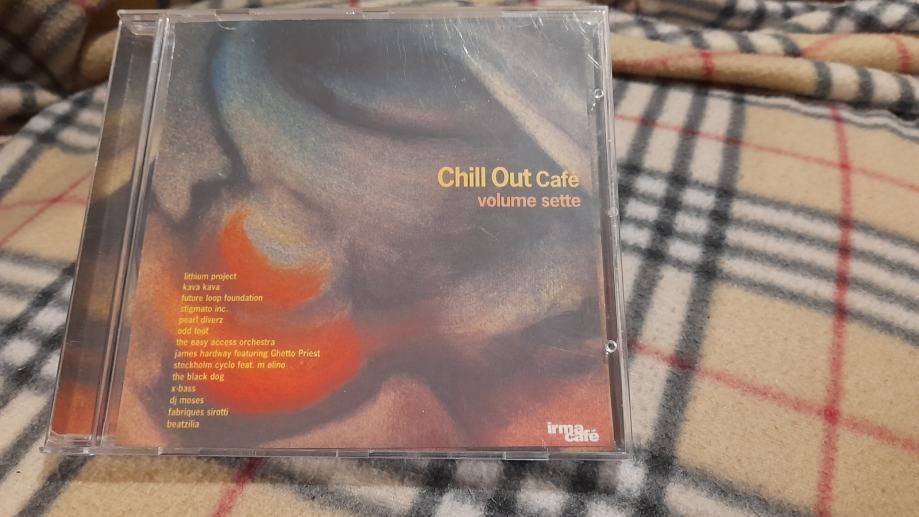 Chill Out Café
volume sette
lithium project
kava kava
future loop foundation
stigmato inc.
pearl diverz
odd toot
the easy access orchestra
james hardway featuring Ghetto Priest
stockholm cyclo feat. m elino
the black dog
x-bass
dj moses
fabriques sirotti
beatzilia
irma
café